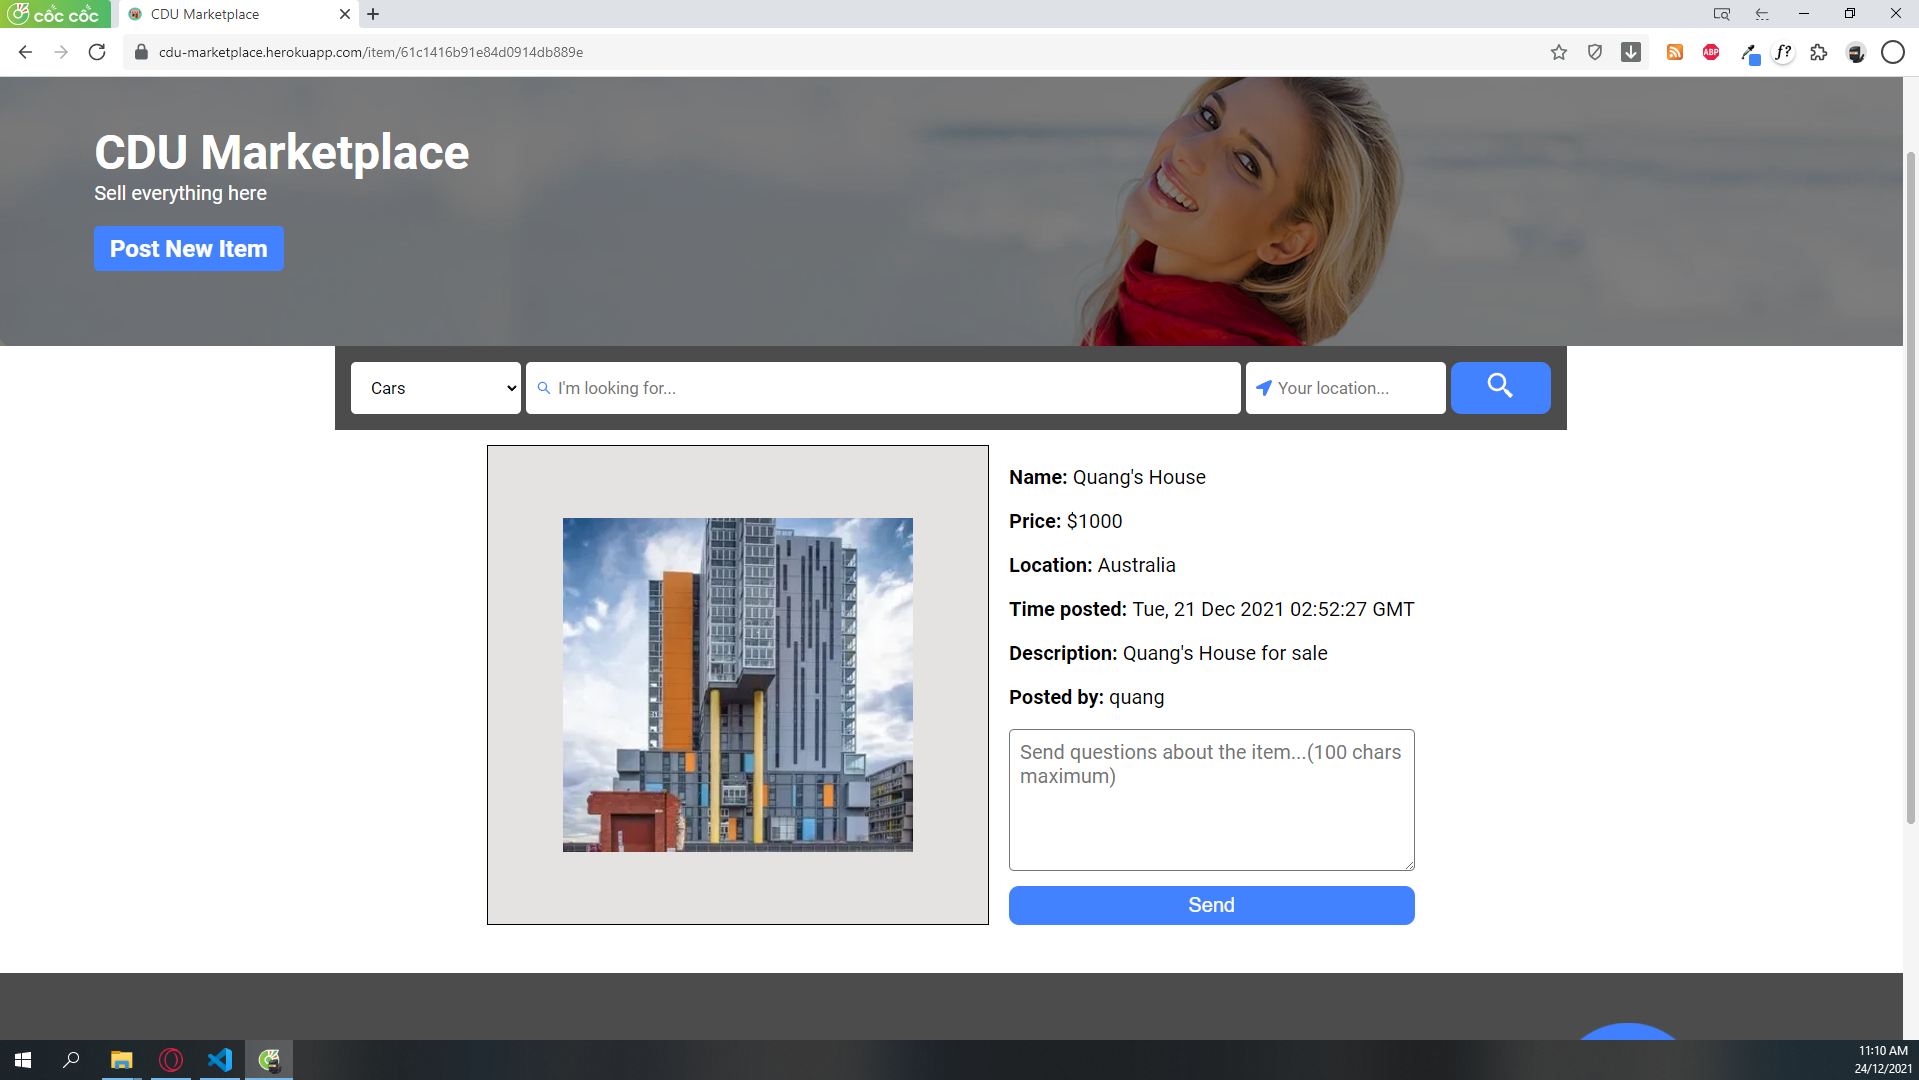 cốc cốc
CDU Marketplace
cdu-marketplace.herokuapp.com/item/61c1416b91e84d0914db889e
ABP
f?
CDU Marketplace
Sell everything here
Post New Item
Cars
I'm looking for...
Your location...
Name: Quang's House
Price: $1000
Location: Australia
Time posted: Tue, 21 Dec 2021 02:52:27 GMT
Description: Quang's House for sale
Posted by: quang
Send questions about the item...(100 chars
maximum)
Send
11:10 AM
24/12/2021